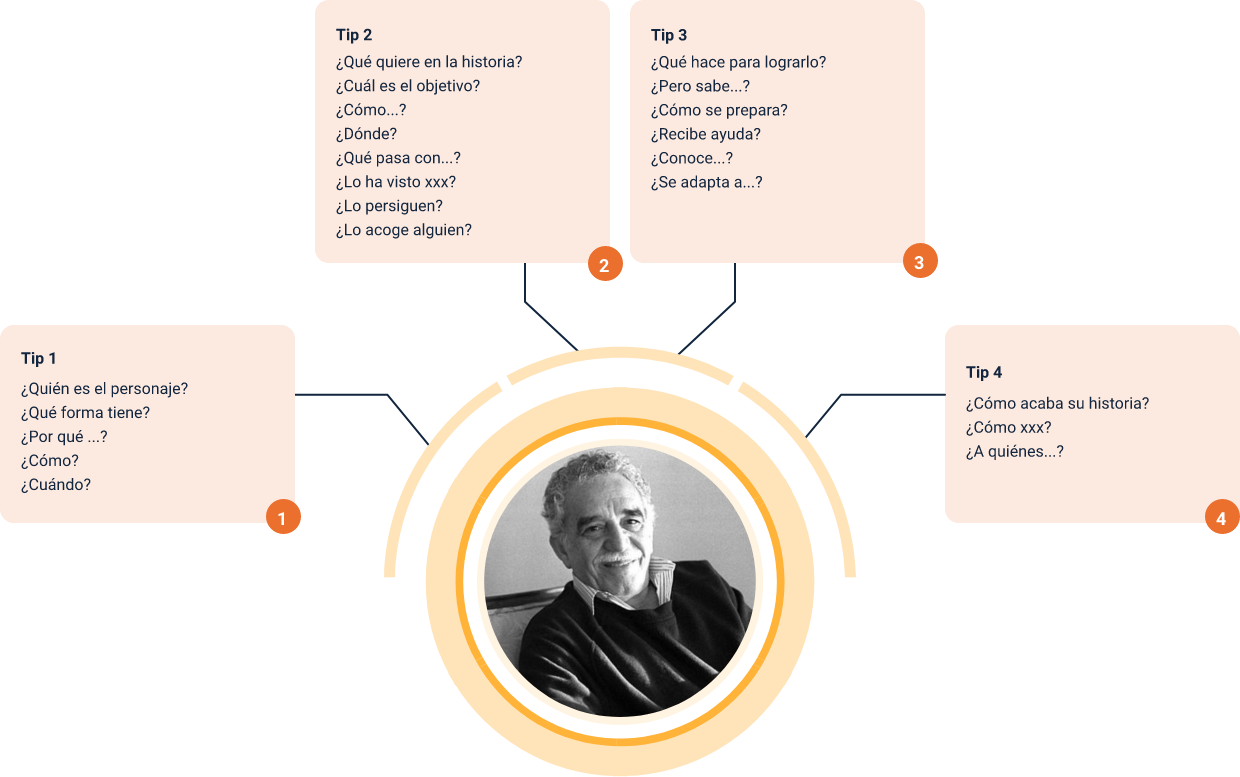 Tip 1
¿Quién es el personaje?
¿Qué forma tiene?
¿Por qué ...?
¿Cómo?
¿Cuándo?
1
Tip 2
¿Qué quiere en la historia?
¿Cuál es el objetivo?
¿Cómo...?
¿Dónde?
¿Qué pasa con...?
¿Lo ha visto xxx?
¿Lo persiguen?
¿Lo acoge alguien?
2
Tip 3
¿Qué hace para lograrlo?
¿Pero sabe...?
¿Cómo se prepara?
¿Recibe ayuda?
¿Conoce...?
¿Se adapta a...?
3
Tip 4
¿Cómo acaba su historia?
¿Cómo xxx?
¿A quiénes...?
4